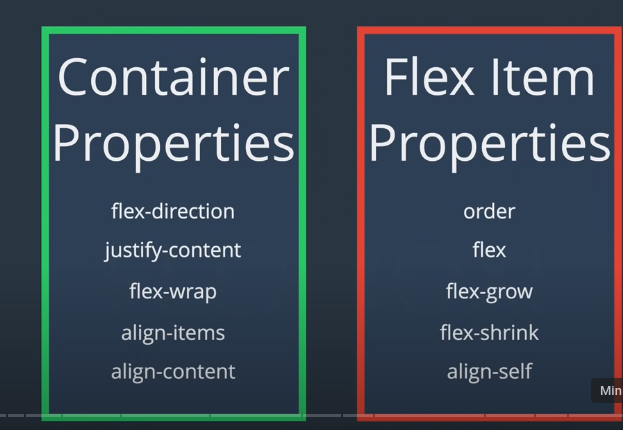 Container
Properties
flex-direction
justify-content
flex-wrap
align-items
align-content
Flex Item
Properties
order
flex
flex-grow
flex-shrink
align-self
Min